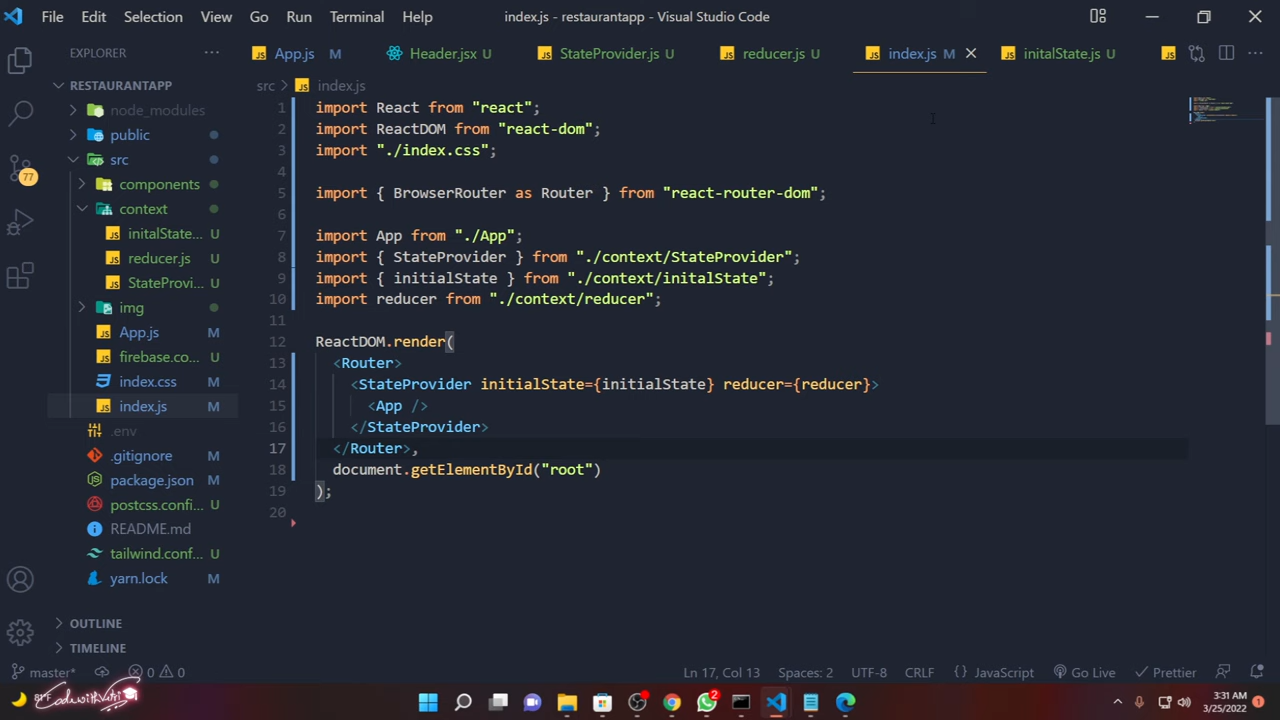 File Edit Selection View Go Run Terminal Help
index.js - restaurantapp - Visual Studio Code
EXPLORER
App.js M
Header.jsx U
StateProvider.js U
reducer.js U
index.js M
initalState.js U
RESTAURANTAPP
node_modules
public
src
components
context
initalState... U
reducer.js U
StateProvi... U
img
App.js M
firebase.co... U
index.css M
index.js M
.env
.gitignore M
package.json M
postcss.confi... U
README.md
tailwind.conf... U
yarn.lock M
OUTLINE
TIMELINE
src index.js
1 import React from "react";
2 import ReactDOM from "react-dom";
3 import "./index.css";
4
5 import { BrowserRouter as Router } from "react-router-dom";
6
7 import App from "./App";
8 import { StateProvider } from "./context/StateProvider";
9 import { initialState } from "./context/initalState";
10 import reducer from "./context/reducer";
11
12 ReactDOM.render(
13 <Router>
14 <StateProvider initialState={initialState} reducer={reducer}>
15 <App />
16 </StateProvider>
17 </Router>,
18 document.getElementById("root")
19 );
20
77
master* 0 0
Ln 17, Col 13
Spaces: 2
UTF-8
CRLF
{} JavaScript
Go Live
Prettier
81°F
2
3:31 AM
3/25/2022
1